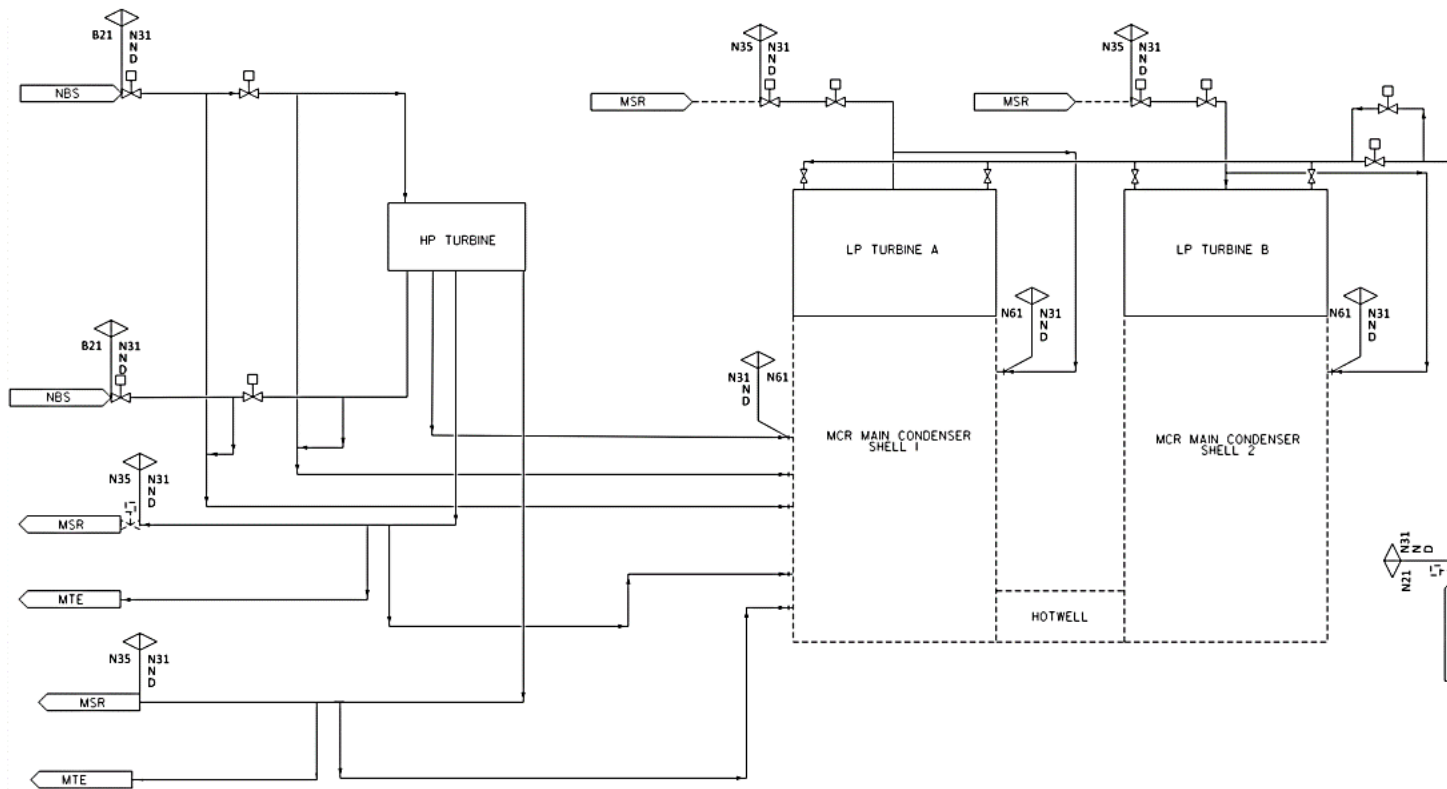 B21 N31
N
D
NBS
N35 N31
N
D
MSR
N35 N31
N
D
MSR
HP TURBINE
LP TURBINE A
LP TURBINE B
B21 N31
N
D
NBS
N61 N31
N
D
N61 N31
N
D
N31 N61
N
D
MCR MAIN CONDENSER
SHELL 1
MCR MAIN CONDENSER
SHELL 2
N35 N31
N
D
MSR
MTE
HOTWELL
N31
N
D
N21
N35 N31
N
D
MSR
MTE